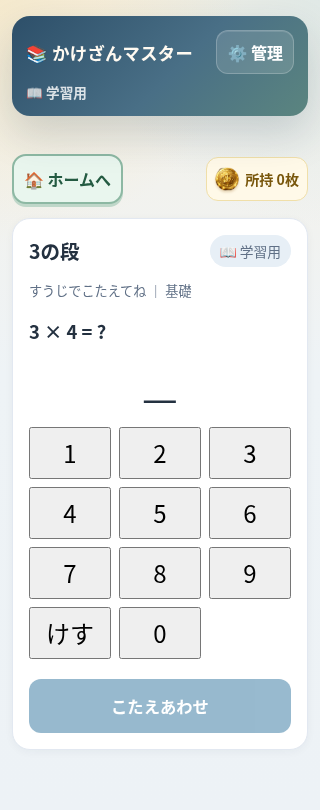 📚 かけざんマスター
⚙️ 管理
📖 学習用
🏠 ホームへ
所持 0枚
3の段
📖 学習用
すうじでこたえてね | 基礎
3 × 4 = ?
—
1 2 3
4 5 6
7 8 9
けす 0
こたえあわせ